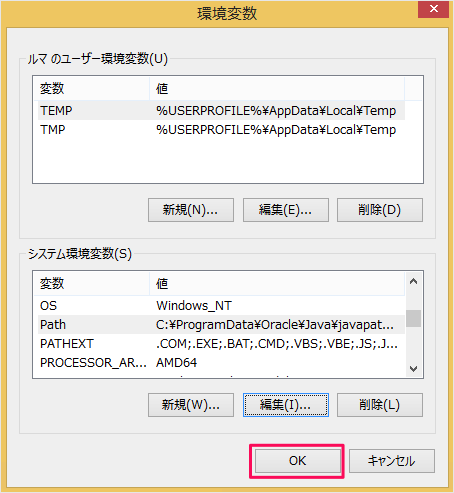 環境変数
ルマ のユーザー環境変数(U)
変数 値
TEMP %USERPROFILE%¥AppData¥Local¥Temp
TMP %USERPROFILE%¥AppData¥Local¥Temp
新規(N)... 編集(E)... 削除(D)
システム環境変数(S)
変数 値
OS Windows_NT
Path C:¥ProgramData¥Oracle¥Java¥javapat...
PATHEXT .COM;.EXE;.BAT;.CMD;.VBS;.VBE;.JS;.J...
PROCESSOR_AR... AMD64
新規(W)... 編集(I)... 削除(L)
OK キャンセル